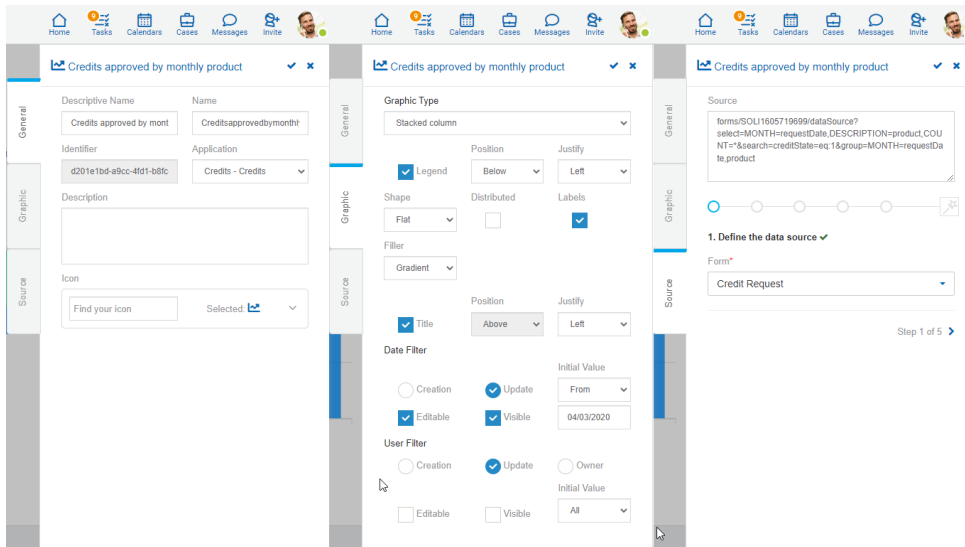 9
Home Tasks Calendars Cases Messages Invite
Credits approved by monthly product
General
Graphic
Source
Descriptive Name Name
Credits approved by mont Creditsapprovedbymonthl
Identifier Application
d201e1bd-a9cc-4fd1-b8fc Credits - Credits
Description
Icon
Find your icon Selected:
9
Home Tasks Calendars Cases Messages Invite
Credits approved by monthly product
General
Graphic
Source
Graphic Type
Stacked column
Position Justify
Legend Below Left
Shape Distributed Labels
Flat
Filler
Gradient
Position Justify
Title Above Left
Date Filter
Initial Value
Creation Update From
Editable Visible 04/03/2020
User Filter
Creation Update Owner
Initial Value
Editable Visible All
9
Home Tasks Calendars Cases Messages Invite
Credits approved by monthly product
General
Graphic
Source
Source
forms/SOLI1605719699/dataSource?
select=MONTH=requestDate,DESCRIPTION=product,COU
NT=*&search=creditState=eq:1&group=MONTH=requestDa
te,product
1. Define the data source
Form*
Credit Request
Step 1 of 5